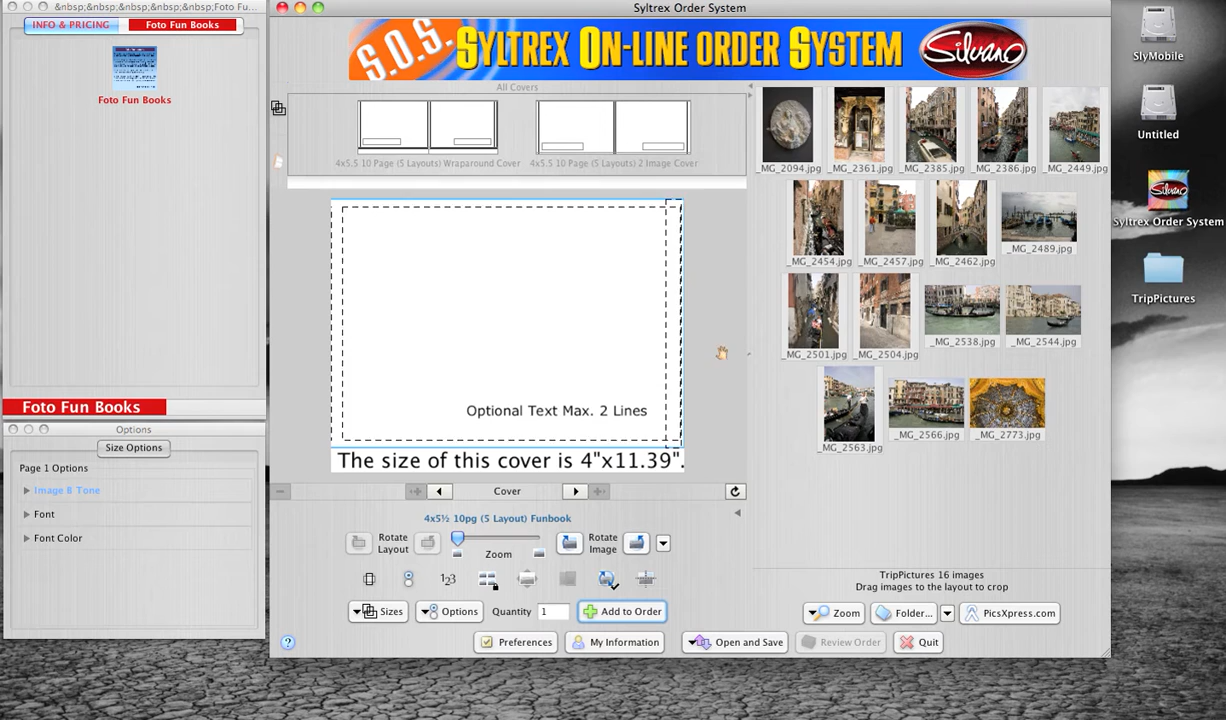 &nbsp;&nbsp;&nbsp;&nbsp;Foto Fu...
INFO & PRICING
Foto Fun Books
Foto Fun Books
Foto Fun Books
Options
Size Options
Page 1 Options
Image B Tone
Font
Font Color
Syltrex Order System
S.O.S. SYLTREX ON-LINE ORDER SYSTEM Silvano
All Covers
4x5.5 10 Page (5 Layouts) Wraparound Cover
4x5.5 10 Page (5 Layouts) 2 Image Cover
Optional Text Max. 2 Lines
The size of this cover is 4"x11.39".
Cover
4x5½ 10pg (5 Layout) Funbook
Rotate Layout
Zoom
Rotate Image
123
Sizes
Options
Quantity 1
Add to Order
Preferences
My Information
Open and Save
Review Order
Quit
_MG_2094.jpg
_MG_2361.jpg
_MG_2385.jpg
_MG_2386.jpg
_MG_2449.jpg
_MG_2454.jpg
_MG_2457.jpg
_MG_2462.jpg
_MG_2489.jpg
_MG_2501.jpg
_MG_2504.jpg
_MG_2538.jpg
_MG_2544.jpg
_MG_2563.jpg
_MG_2566.jpg
_MG_2773.jpg
TripPictures 16 images
Drag images to the layout to crop
Zoom
Folder...
PicsXpress.com
SlyMobile
Untitled
Silvano
Syltrex Order System
TripPictures